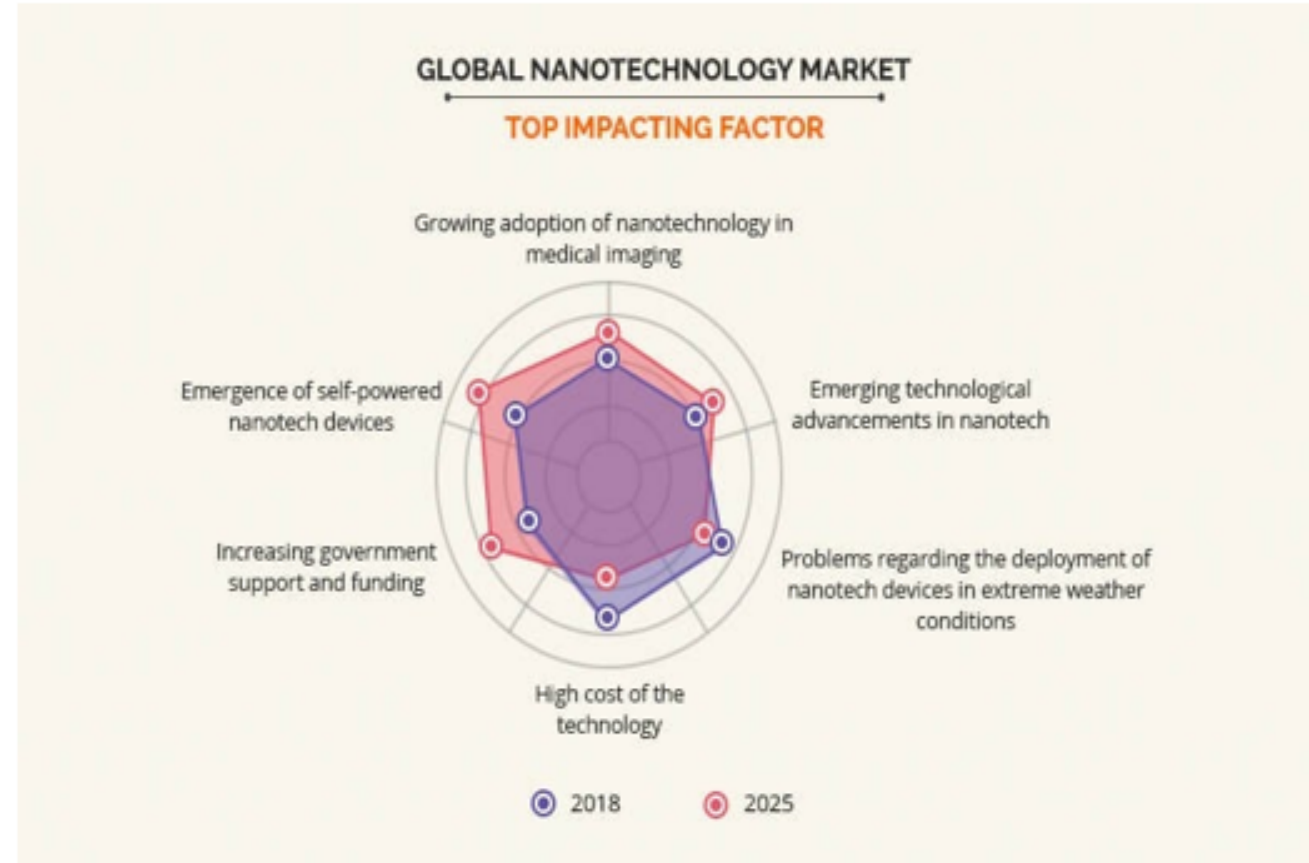 GLOBAL NANOTECHNOLOGY MARKET
TOP IMPACTING FACTOR
Growing adoption of nanotechnology in
medical imaging
Emergence of self-powered
nanotech devices
Emerging technological
advancements in nanotech
Increasing government
support and funding
Problems regarding the deployment of
nanotech devices in extreme weather
conditions
High cost of the
technology
2018
2025